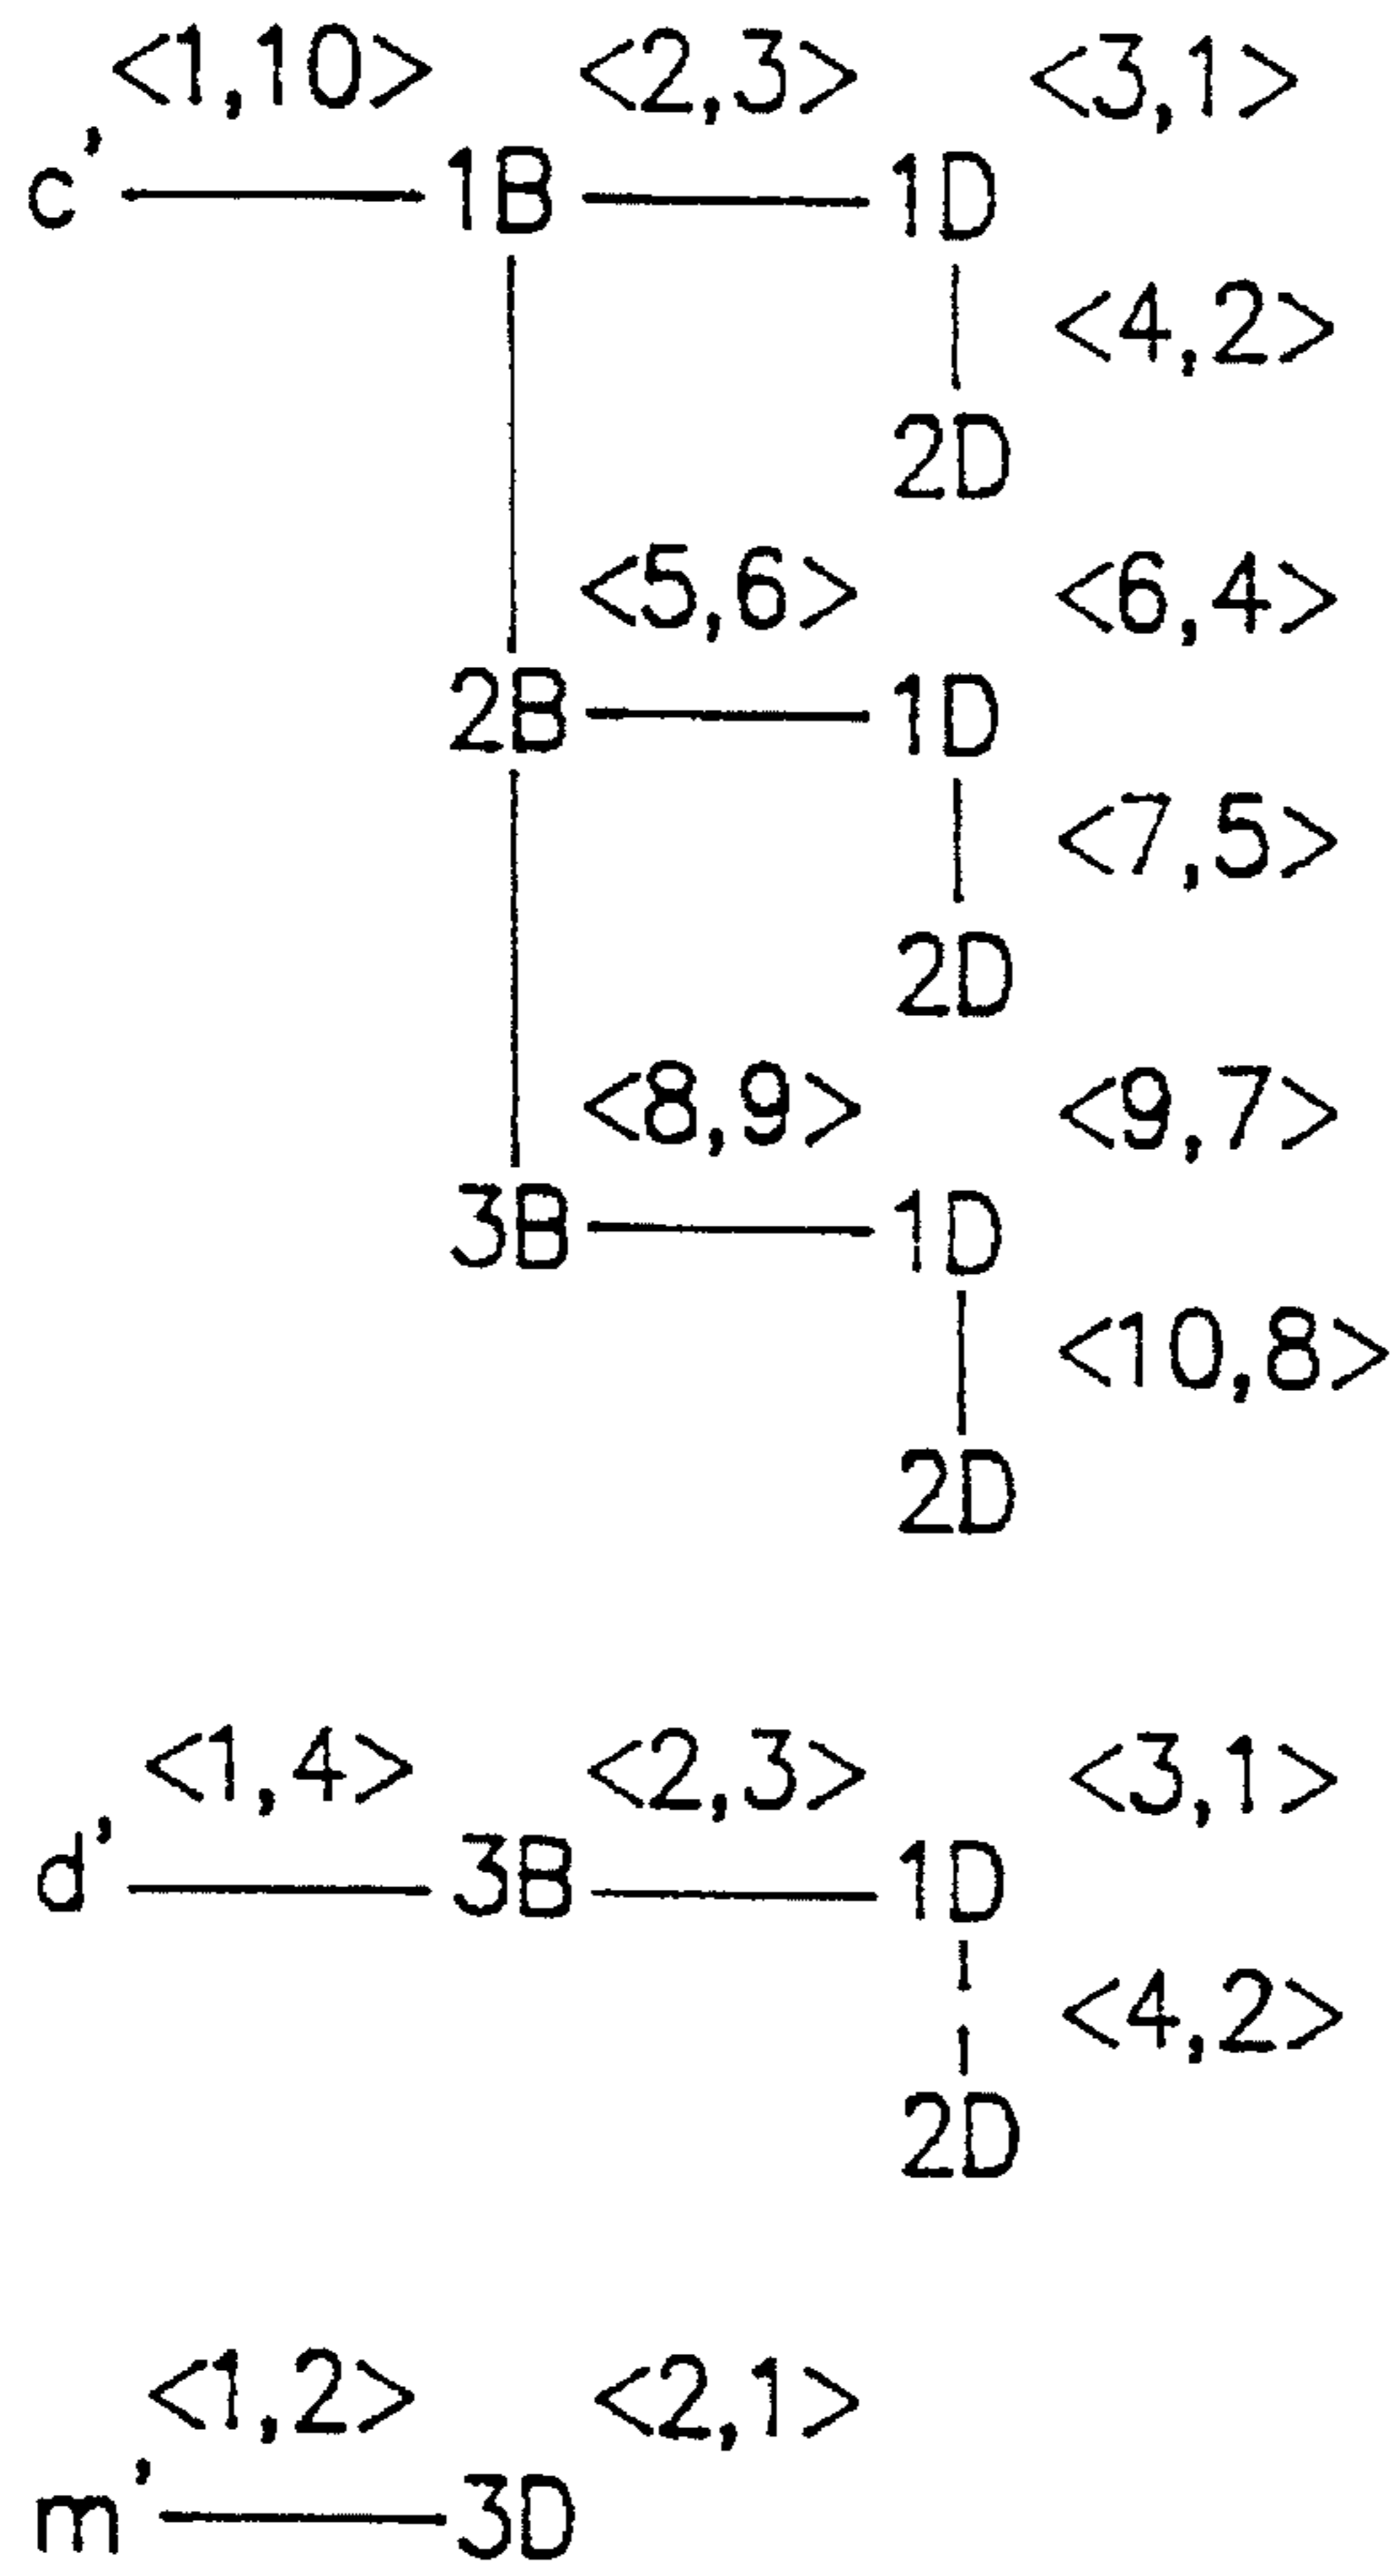 <1,10> <2,3> <3,1>
c' 1B 1D
<4,2>
2D
<5,6> <6,4>
2B 1D
<7,5>
2D
<8,9> <9,7>
3B 1D
<10,8>
2D
<1,4> <2,3> <3,1>
d' 3B 1D
<4,2>
2D
<1,2> <2,1>
m' 3D